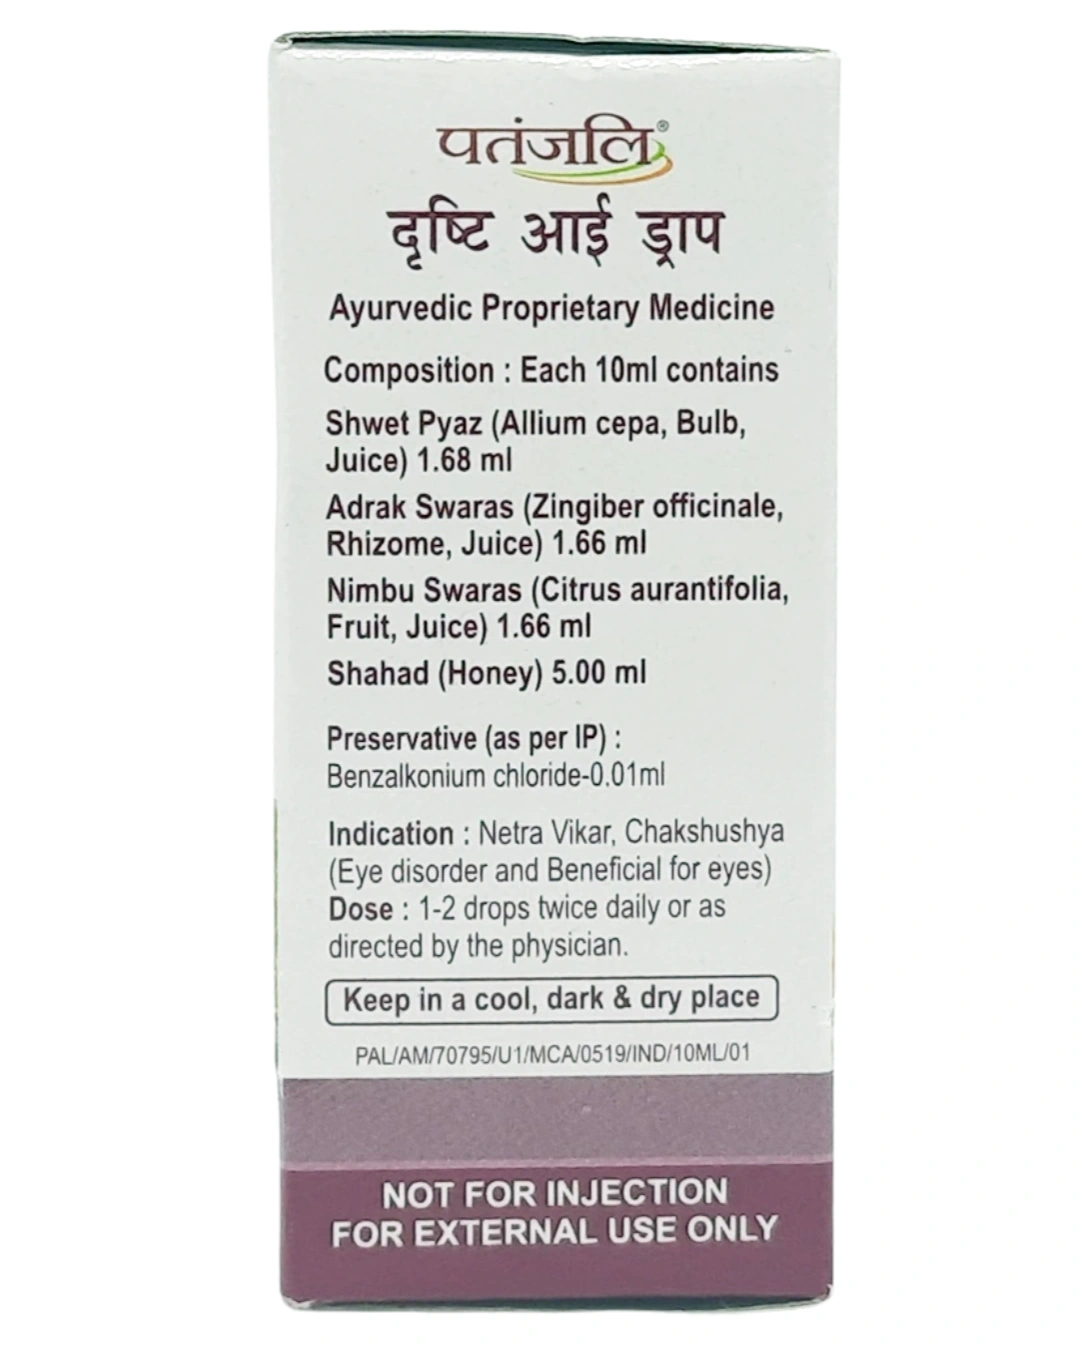 पतंजलि®
दृष्टि आई ड्राप
Ayurvedic Proprietary Medicine
Composition : Each 10ml contains
Shwet Pyaz (Allium cepa, Bulb,
Juice) 1.68 ml
Adrak Swaras (Zingiber officinale,
Rhizome, Juice) 1.66 ml
Nimbu Swaras (Citrus aurantifolia,
Fruit, Juice) 1.66 ml
Shahad (Honey) 5.00 ml
Preservative (as per IP) :
Benzalkonium chloride-0.01ml
Indication : Netra Vikar, Chakshushya
(Eye disorder and Beneficial for eyes)
Dose : 1-2 drops twice daily or as
directed by the physician.
Keep in a cool, dark & dry place
PAL/AM/70795/U1/MCA/0519/IND/10ML/01
NOT FOR INJECTION
FOR EXTERNAL USE ONLY